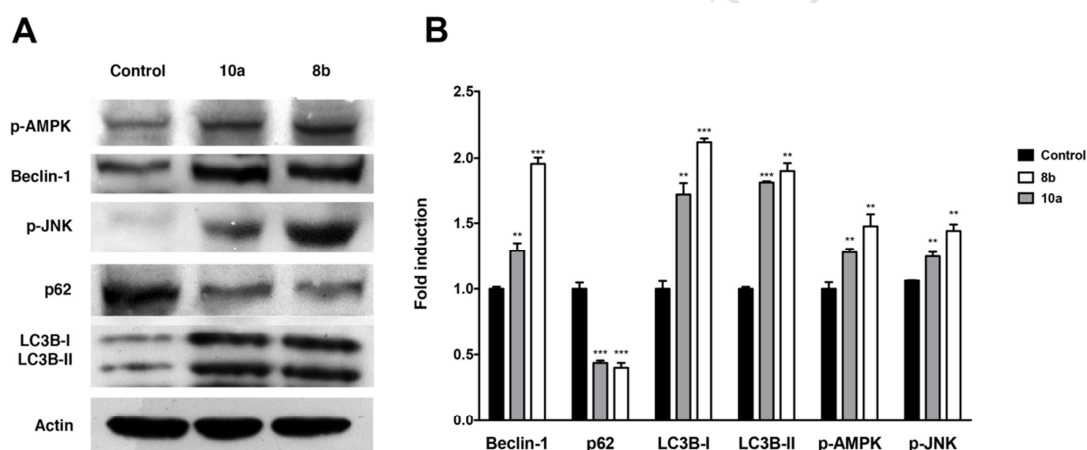 A
Control 10a 8b
p-AMPK
Beclin-1
p-JNK
p62
LC3B-I
LC3B-II
Actin
B
Fold induction
2.5
2.0
1.5
1.0
0.5
0.0
** ***
*** ***
** ***
*** **
** **
** **
Beclin-1 p62 LC3B-I LC3B-II p-AMPK p-JNK
Control
8b
10a